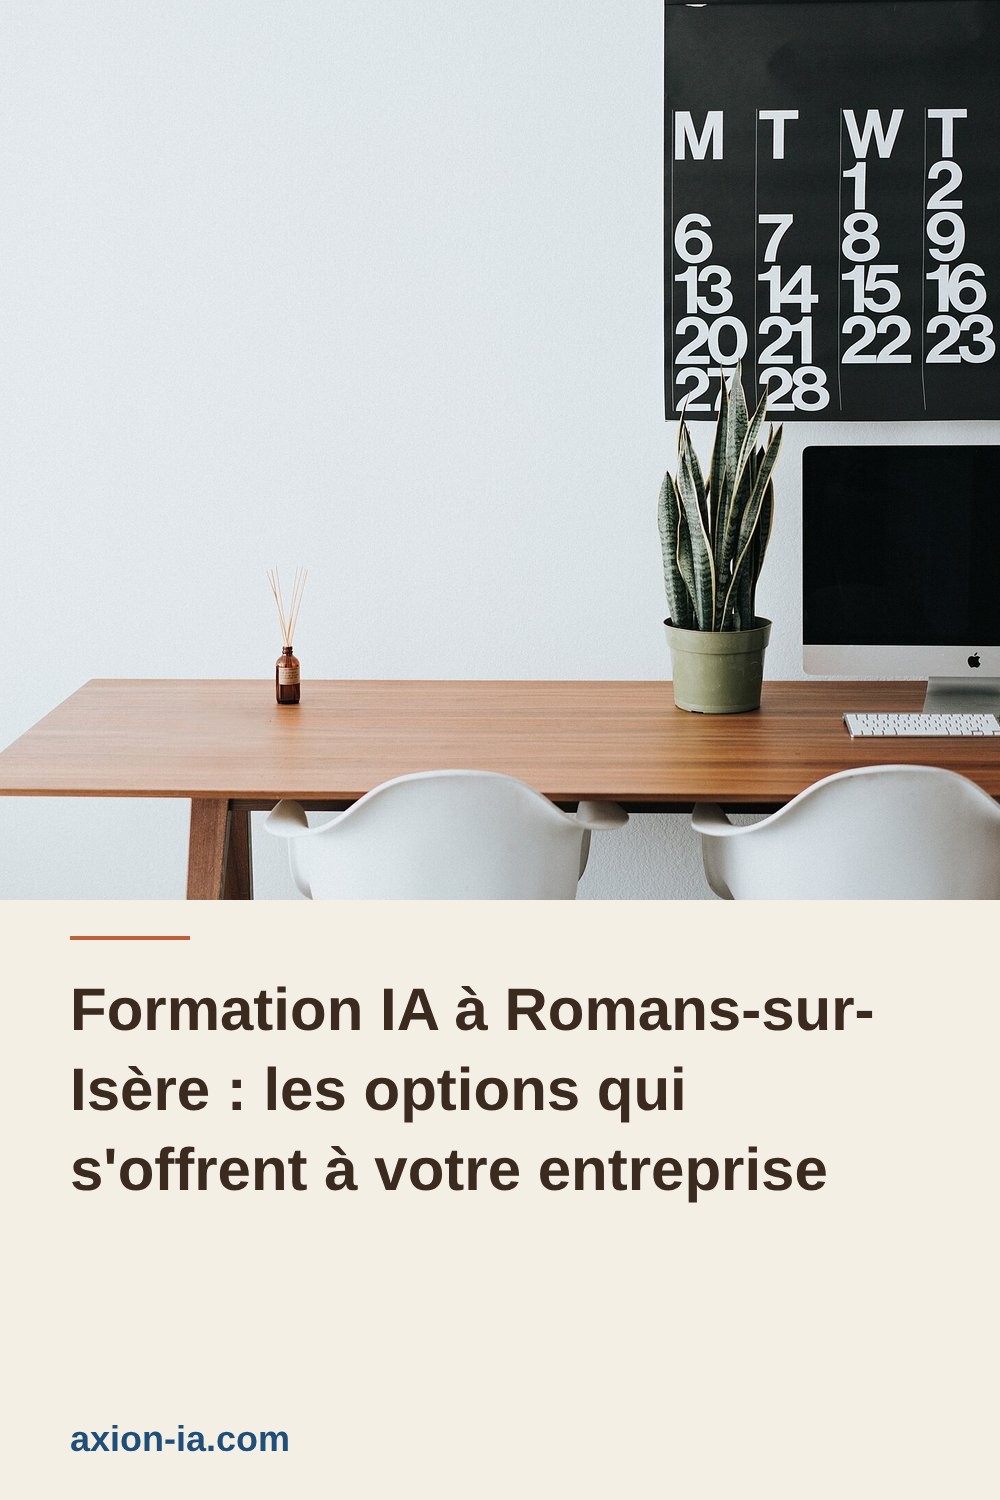 M T W T
1 2
6 7 8 9
13 14 15 16
20 21 22 23
27 28
Formation IA à Romans-sur-
Isère : les options qui
s'offrent à votre entreprise
axion-ia.com